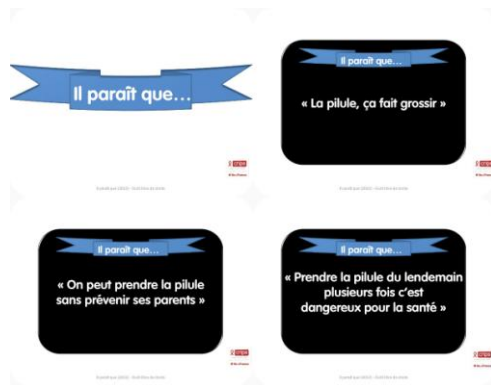 Il paraît que...
Il paraît que...
« La pilule, ça fait grossir »
Il paraît que...
« On peut prendre la pilule
sans prévenir ses parents »
Il paraît que...
« Prendre la pilule du lendemain
plusieurs fois c'est
dangereux pour la santé »